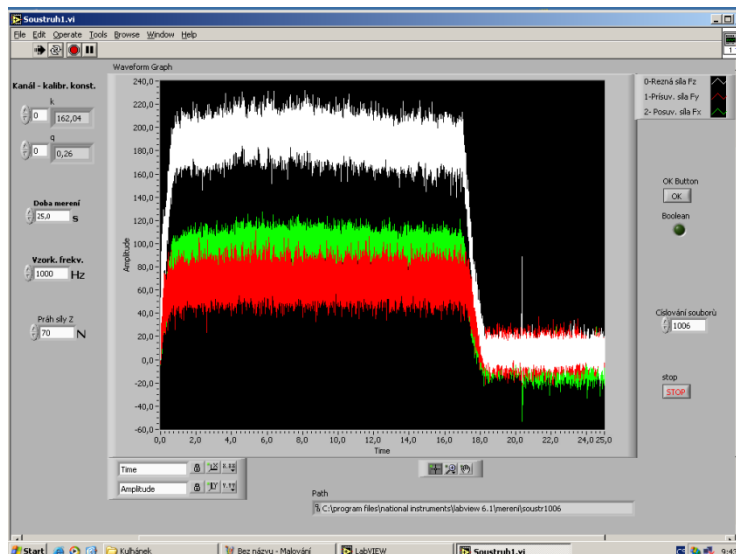 Soustruh1.vi
File Edit Operate Tools Browse Window Help
Waveform Graph
Kanál - kalibr. konst.
k
0 162,04
q
0 0,26
Doba merení
25,0 s
Vzork. frekv.
1000 Hz
Práh síly Z
70 N
Amplitude
240,0
220,0
200,0
180,0
160,0
140,0
120,0
100,0
80,0
60,0
40,0
20,0
0,0
-20,0
-40,0
-60,0
0,0 2,0 4,0 6,0 8,0 10,0 12,0 14,0 16,0 18,0 20,0 22,0 24,0 25,0
Time
0-Rezná síla Fz
1-Prísuv. síla Fy
2- Posuv. síla Fx
OK Button
OK
Boolean
Císlování souborù
1006
stop
STOP
Time
Amplitude
Path
C:\program files\national instruments\labview 6.1\merení\soustr1006
Start Kulhánek Bez názvu - Malování LabVIEW Soustruh1.vi CS